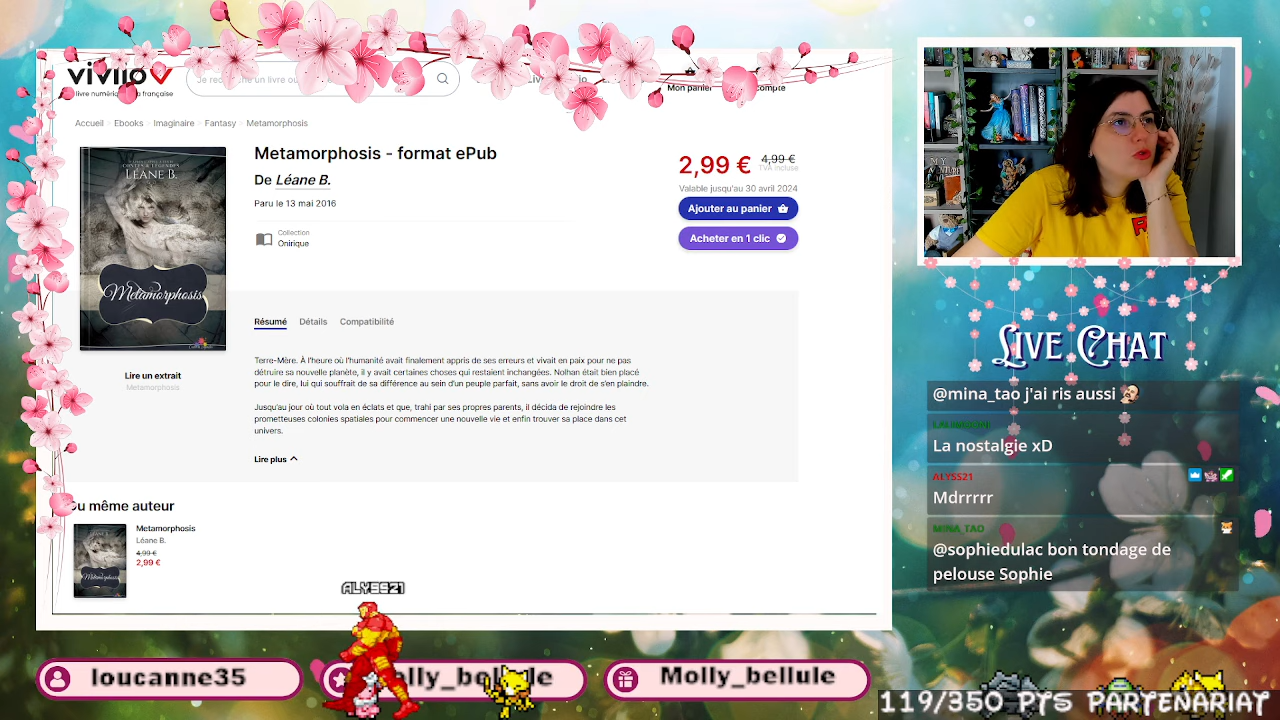 vivlio
livre numérique à la française
Mon panier
Accueil > Ebooks > Imaginaire > Fantasy > Metamorphosis
CONTES & LÉGENDES
LÉANE B.
Metamorphosis
Lire un extrait
Metamorphosis
Metamorphosis - format ePub
De Léane B.
Paru le 13 mai 2016
Collection
Onirique
2,99 € 4,99 €
TVA incluse
Valable jusqu'au 30 avril 2024
Ajouter au panier
Acheter en 1 clic
Résumé Détails Compatibilité
Terre-Mère. À l'heure où l'humanité avait finalement appris de ses erreurs et vivait en paix pour ne pas
détruire sa nouvelle planète, il y avait certaines choses qui restaient inchangées. Nolhan était bien placé
pour le dire, lui qui souffrait de sa différence au sein d'un peuple parfait, sans avoir le droit de s'en plaindre.
Jusqu'au jour où tout vola en éclats et que, trahi par ses propres parents, il décida de rejoindre les
prometteuses colonies spatiales pour commencer une nouvelle vie et enfin trouver sa place dans cet
univers.
Lire plus
Du même auteur
Metamorphosis
Léane B.
4,99 €
2,99 €
ALYSS21
loucanne35
Molly_bellule
Molly_bellule
LIVE CHAT
@mina_tao j'ai ris aussi
La nostalgie xD
ALYSS21
Mdrrrrr
MINA_TAO
@sophiedulac bon tondage de
pelouse Sophie
119/350 PTS PARTENARIAT